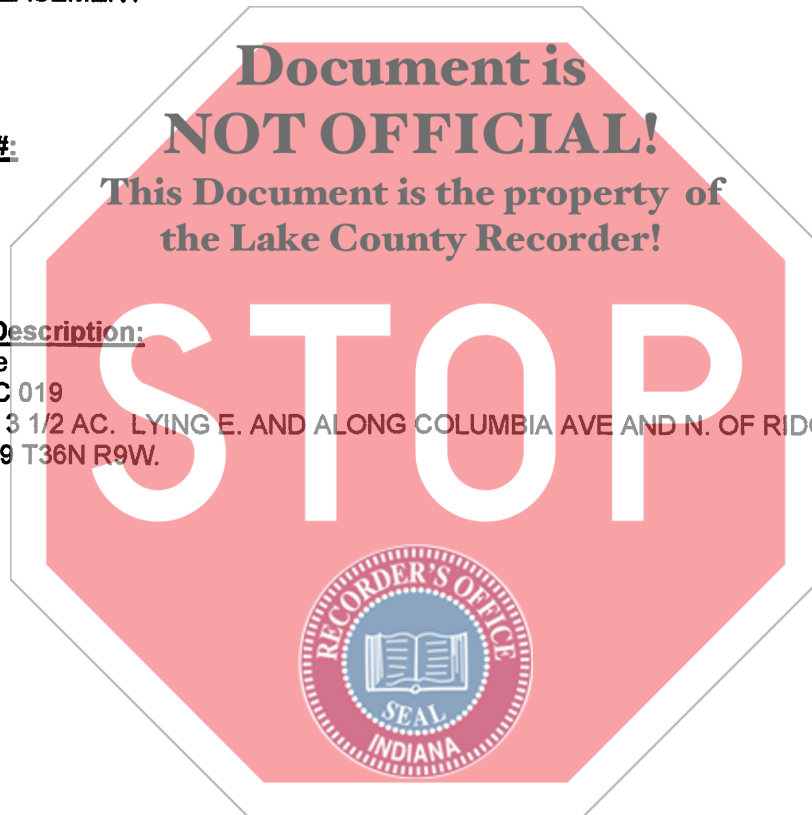 Document is
NOT OFFICIAL!
#:
This Document is the property of
the Lake County Recorder!
Description:
e
C 019
3 1/2 AC. LYING E. AND ALONG COLUMBIA AVE AND N. OF RIDG
9 T36N R9W.
STOP
RECORDER'S OFFICE
SEAL
INDIANA